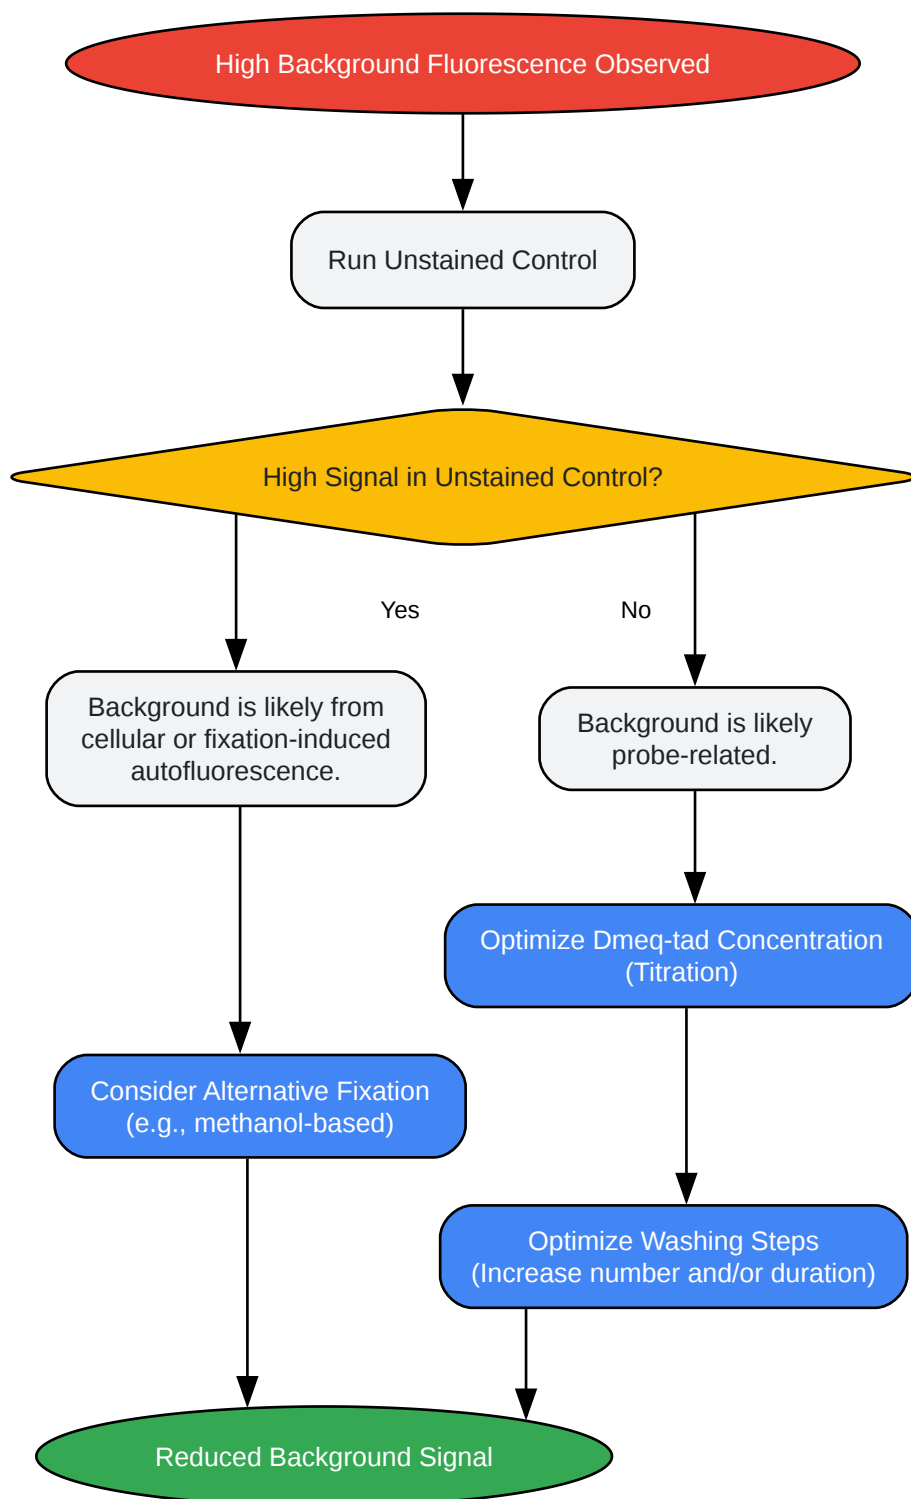 High Background Fluorescence Observed
Run Unstained Control
High Signal in Unstained Control?
Yes
No
Background is likely from
cellular or fixation-induced
autofluorescence.
Background is likely
probe-related.
Optimize Dmeq-tad Concentration
(Titration)
Consider Alternative Fixation
(e.g., methanol-based)
Optimize Washing Steps
(Increase number and/or duration)
Reduced Background Signal